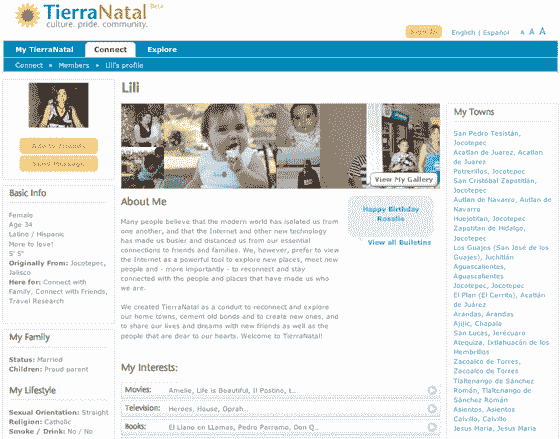 TierraNatal Beta
culture. pride. community.
Sign In
English | Español
A A A
My TierraNatal
Connect
Explore
Connect » Members » Lili's profile
Add to Friends
Send Message
Basic Info
Female
Age 34
Latino / Hispanic
More to love!
5' 5"
Originally From: Jocotepec,
Jalisco
Here for: Connect with
Family, Connect with Friends,
Travel Research
My Family
Status: Married
Children: Proud parent
My Lifestyle
Sexual Orientation: Straight
Religion: Catholic
Smoke / Drink: No / No
Lili
View My Gallery
About Me
Many people believe that the modern world has isolated us from
one another, and that the Internet and other new technology
has made us busier and distanced us from our essential
connections to friends and families. We, however, prefer to view
the Internet as a powerful tool to explore new places, meet new
people and - more importantly - to reconnect and stay
connected with the people and places that have made us who
we are.
We created TierraNatal as a conduit to reconnect and explore
our home towns, cement old bonds and to create new ones, and
to share our lives and dreams with new friends as well as the
people that are dear to our hearts. Welcome to TierraNatal!
Happy Birthday
Rosalie
View all Bulletins
My Interests:
Movies: Amelie, Life is Beautiful, Il Postino, t...
Television: Heroes, House, Oprah...
Books: El Llano en LLamas, Pedro Parramo, Don Q...
My Towns
San Pedro Tesistán,
Jocotepec
Acatlan de Juarez, Acatlan
de Juarez
Potrerillos, Jocotepec
San Cristóbal Zapotitlán,
Jocotepec
Autlan de Navarro, Autlan de
Navarro
Huejotitan, Jocotepec
Zapotitan de Hidalgo,
Jocotepec
Los Guajes (San José de los
Guajes), Juchitlán
Aguascalientes,
Aguascalientes
Jocotepec, Jocotepec
El Plan (El Cerrito), Acatlán
de Juárez
Arandas, Arandas
Ajijic, Chapala
San Lucas, Jerécuaro
Atequiza, Ixtlahuacán de los
Membrillos
Zacoalco de Torres,
Zacoalco de Torres
Tlaltenango de Sánchez
Román, Tlaltenango de
Sánchez Román
Asientos, Asientos
Calvillo, Calvillo
Jesus Maria, Jesus Maria